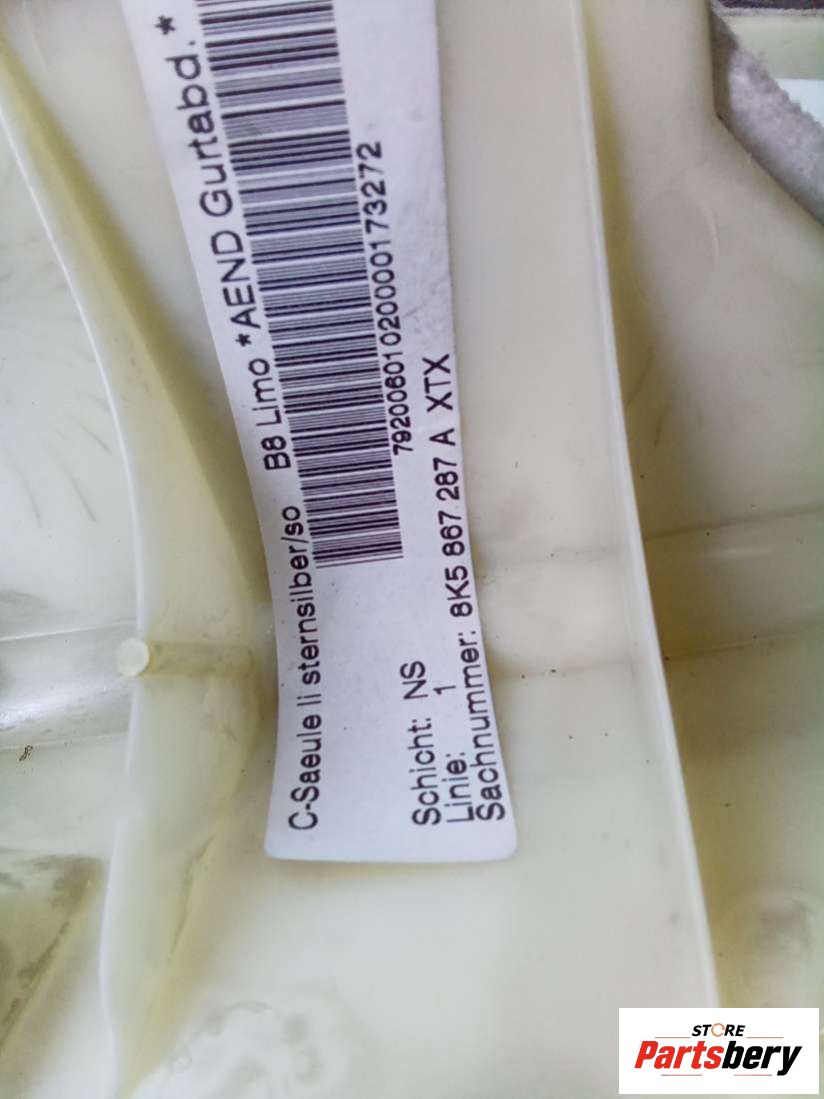 C-Saeule li sternsilber/so B8 Limo *AEND Gurtabd.*
79200601020000173272
Schicht: NS
Linie: 1
Sachnummer: 8K5 867 287 A XTX
STORE
Partsbery